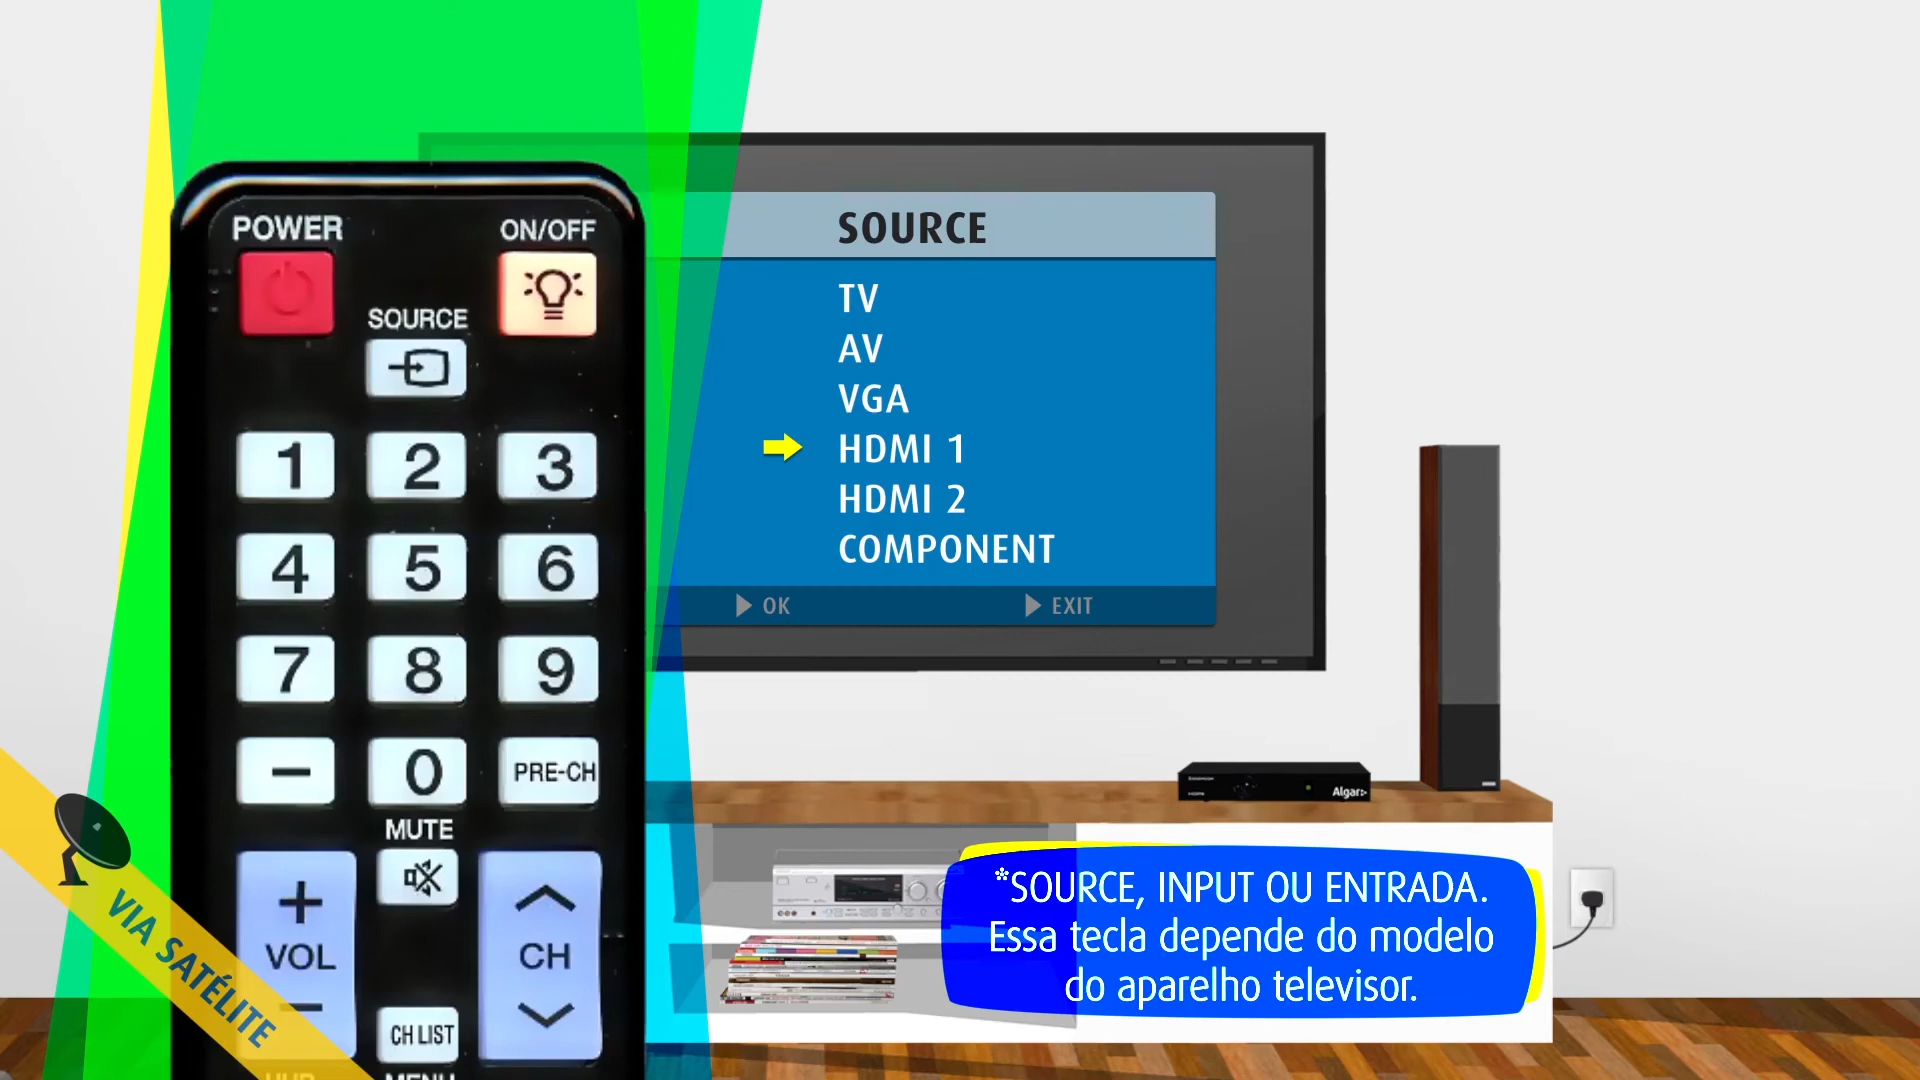 POWER
ON/OFF
SOURCE
1 2 3
4 5 6
7 8 9
— 0 PRE-CH
MUTE
+
VOL
−
CH
CH LIST
MENU
SOURCE
TV
AV
VGA
HDMI 1
HDMI 2
COMPONENT
OK
EXIT
Algar
*SOURCE, INPUT OU ENTRADA.
Essa tecla depende do modelo
do aparelho televisor.
VIA SATÉLITE